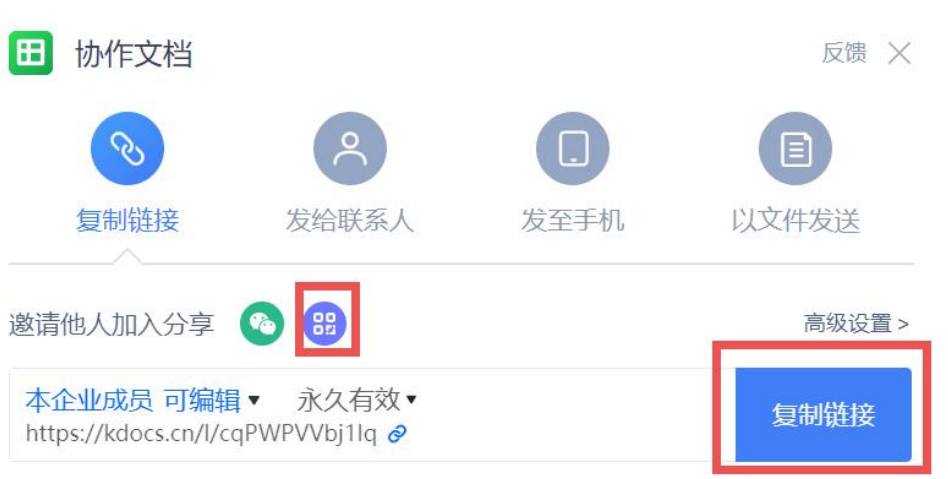 协作文档 反馈
复制链接 发给联系人 发至手机 以文件发送
邀请他人加入分享 高级设置 >
本企业成员 可编辑 永久有效
https://kdocs.cn/l/cqPWPVVbj1Iq
复制链接